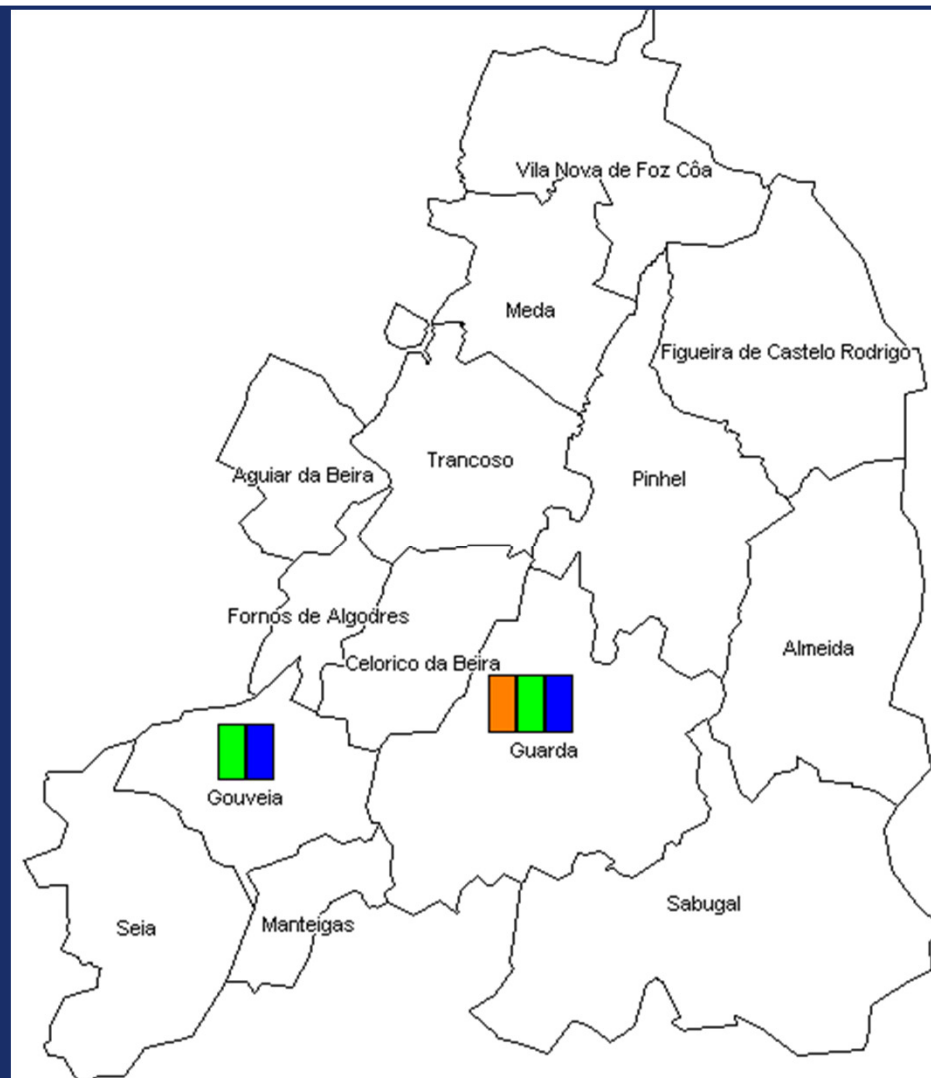 Vila Nova de Foz Côa
Meda
Figueira de Castelo Rodrigo
Trancoso
Aguiar da Beira
Pinhel
Fornos de Algodres
Almeida
Celorico da Beira
Guarda
Gouveia
Sabugal
Seia
Manteigas